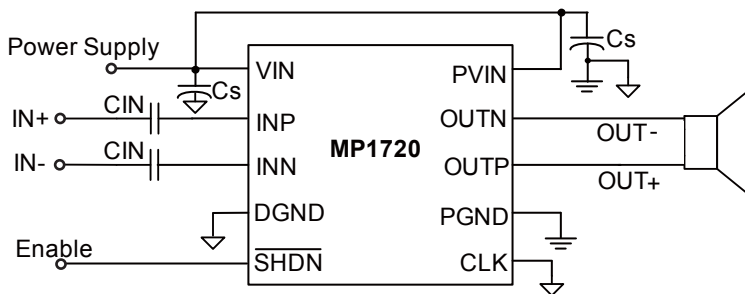 Power Supply
Cs
Cs
VIN
PVIN
IN+
CIN
INP
OUTN
OUT-
MP1720
IN-
CIN
INN
OUTP
OUT+
DGND
PGND
Enable
SHDN
CLK